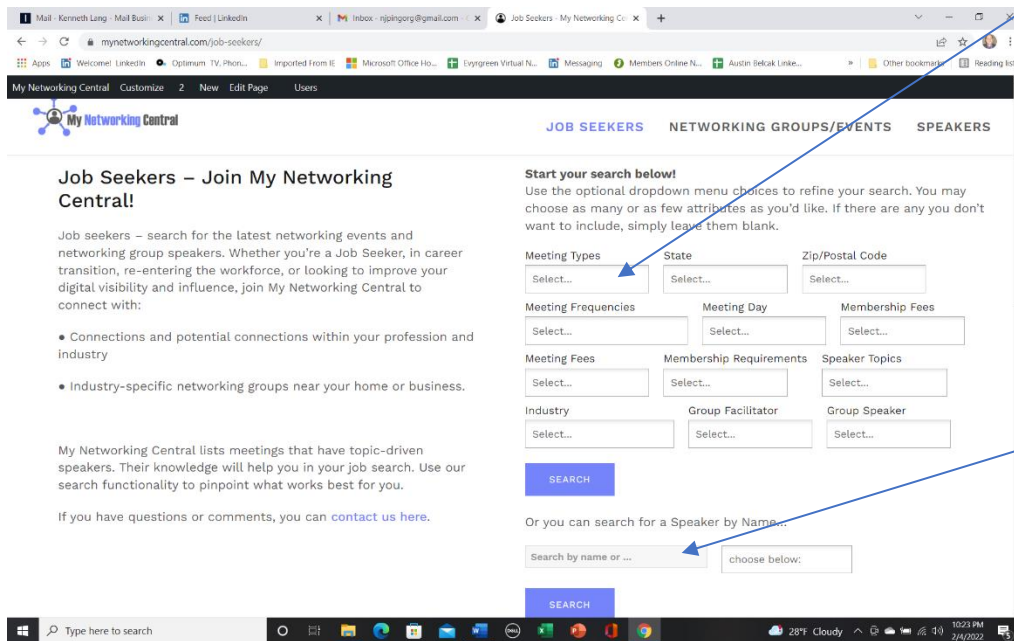 Mail - Kenneth Lang - Mail Busin
Feed | LinkedIn
Inbox - njpingorg@gmail.com -
Job Seekers - My Networking Ce
mynetworkingcentral.com/job-seekers/
Apps
Welcome! LinkedIn
Optimum TV, Phon...
Imported From IE
Microsoft Office Ho...
Evyrgreen Virtual N...
Messaging
Members Online N...
Austin Belcak Linke...
»
Other bookmarks
Reading list
My Networking Central Customize 2 New Edit Page Users
My Networking Central
JOB SEEKERS NETWORKING GROUPS/EVENTS SPEAKERS
Job Seekers – Join My Networking
Central!
Job seekers – search for the latest networking events and
networking group speakers. Whether you're a Job Seeker, in career
transition, re-entering the workforce, or looking to improve your
digital visibility and influence, join My Networking Central to
connect with:
● Connections and potential connections within your profession and
industry
● Industry-specific networking groups near your home or business.
My Networking Central lists meetings that have topic-driven
speakers. Their knowledge will help you in your job search. Use our
search functionality to pinpoint what works best for you.
If you have questions or comments, you can contact us here.
Start your search below!
Use the optional dropdown menu choices to refine your search. You may
choose as many or as few attributes as you'd like. If there are any you don't
want to include, simply leave them blank.
Meeting Types State Zip/Postal Code
Select... Select... Select...
Meeting Frequencies Meeting Day Membership Fees
Select... Select... Select...
Meeting Fees Membership Requirements Speaker Topics
Select... Select... Select...
Industry Group Facilitator Group Speaker
Select... Select... Select...
SEARCH
Or you can search for a Speaker by Name...
Search by name or ... choose below:
SEARCH
Type here to search
28°F Cloudy
10:23 PM
2/4/2022